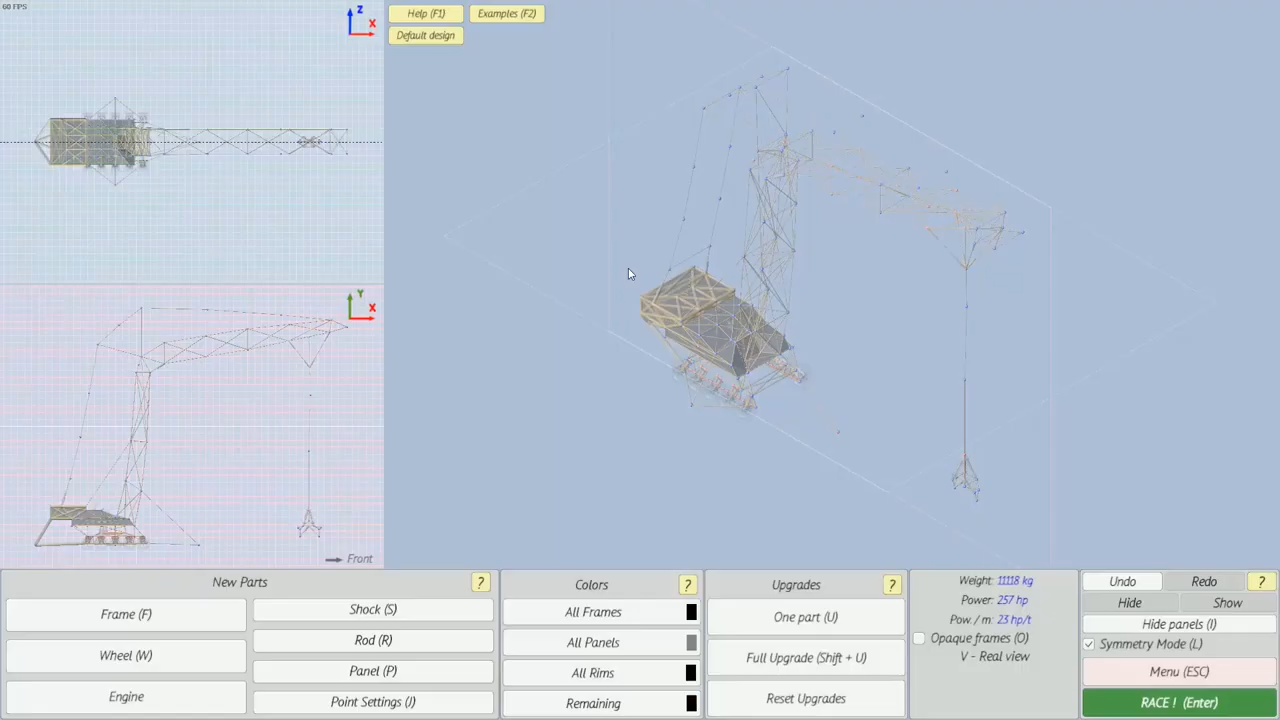 60 FPS
Z
X
Help (F1)
Examples (F2)
Default design
Y
X
Front
New Parts
?
Frame (F)
Shock (S)
Wheel (W)
Rod (R)
Panel (P)
Engine
Point Settings (J)
Colors
?
All Frames
All Panels
All Rims
Remaining
Upgrades
?
One part (U)
Full Upgrade (Shift + U)
Reset Upgrades
Weight: 11118 kg
Power: 257 hp
Pow. / m: 23 hp/t
Opaque frames (O)
V - Real view
Undo
Redo
?
Hide
Show
Hide panels (I)
Symmetry Mode (L)
Menu (ESC)
RACE ! (Enter)